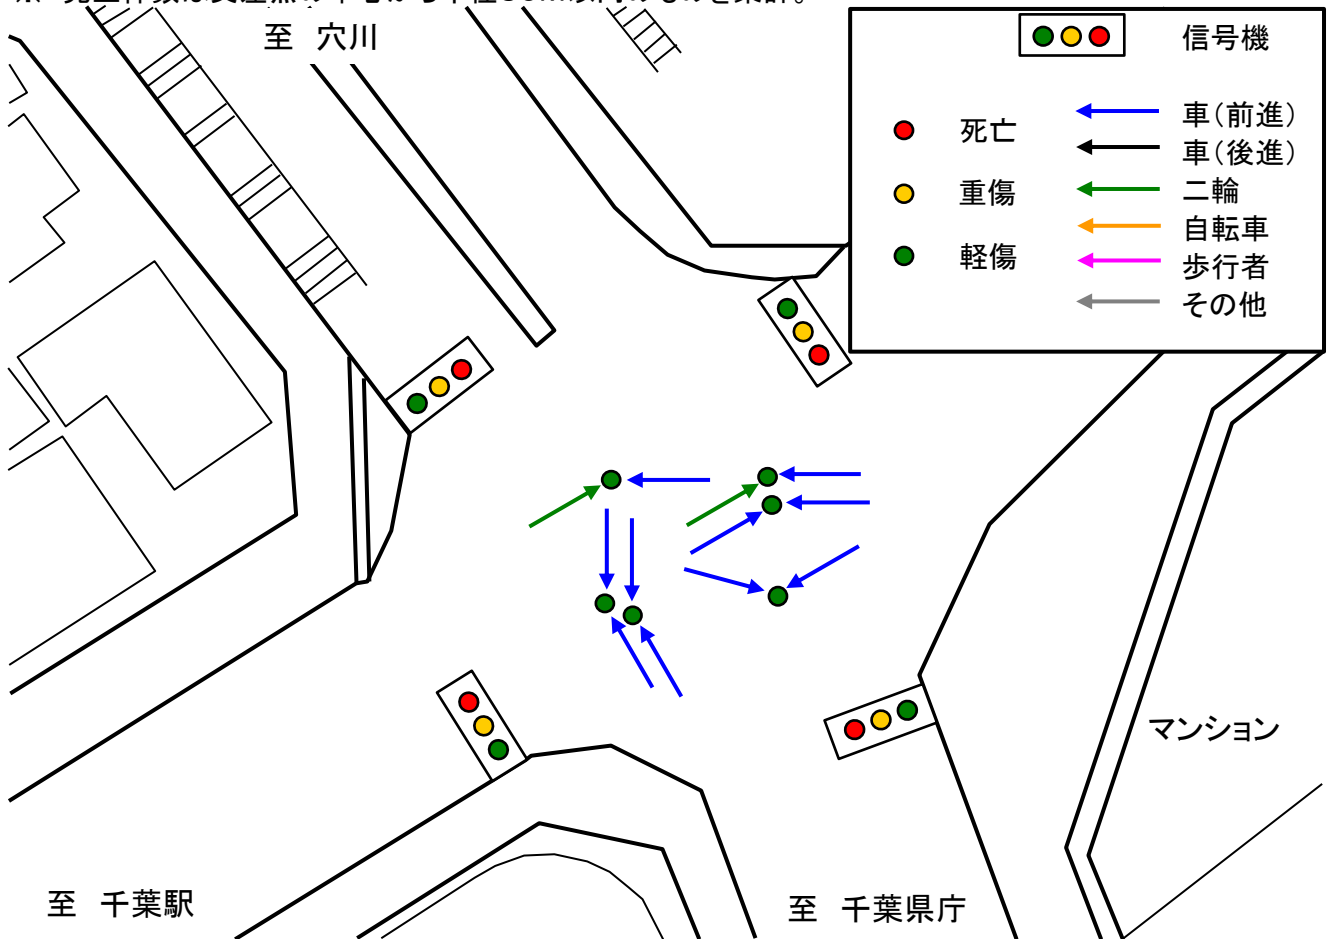 至 穴川
信号機
死亡
重傷
軽傷
車(前進)
車(後進)
二輪
自転車
歩行者
その他
マンション
至 千葉駅
至 千葉県庁